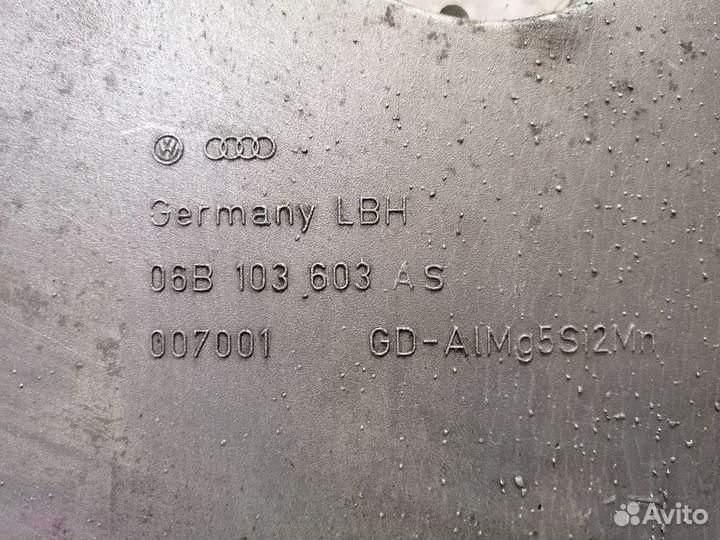 Germany LBH
06B 103 603 AS
007001 GD-AlMg5Si2Mn
Avito